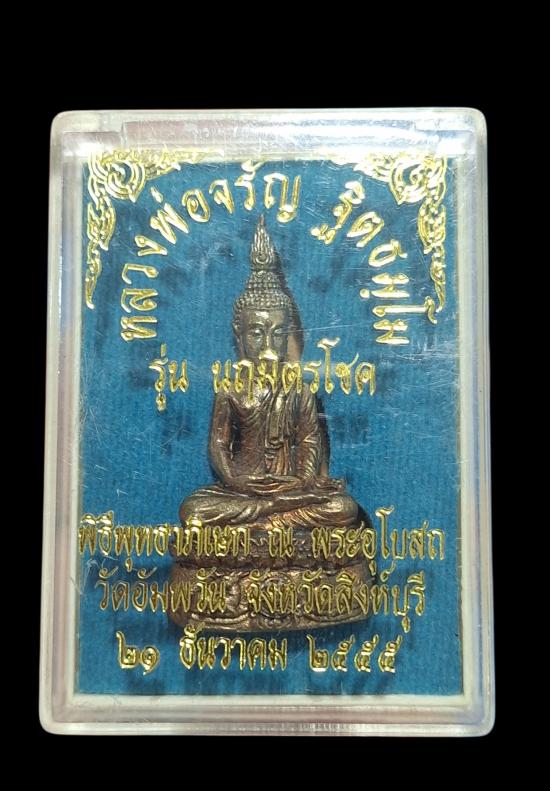 หลวงพ่อจรัญ ฐิตธมฺโม
รุ่น นฤมิตรโชค
พิธีพุทธาภิเษก ณ พระอุโบสถ
วัดอัมพวัน จังหวัดสิงห์บุรี
๒๑ ธันวาคม ๒๕๕๕